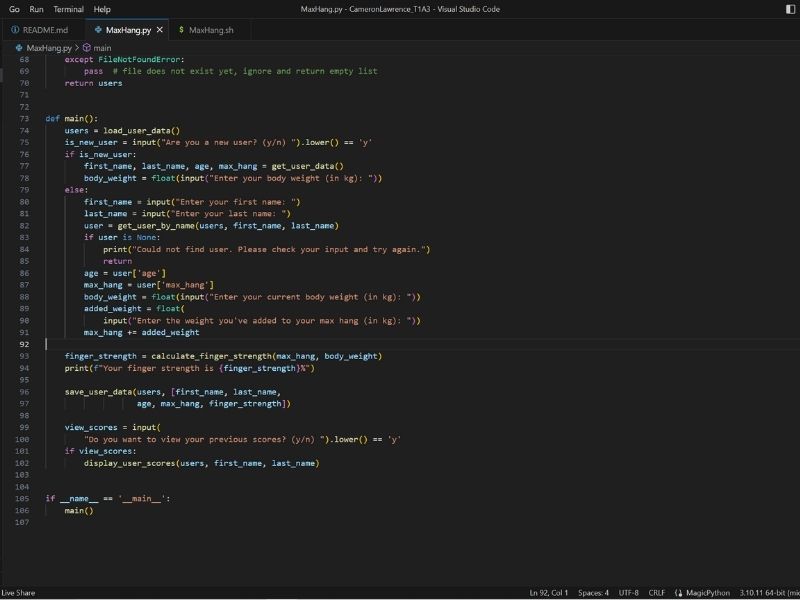 Go Run Terminal Help MaxHang.py - CameronLawrence_T1A3 - Visual Studio Code
README.md MaxHang.py MaxHang.sh
MaxHang.py > main
68 except FileNotFoundError:
69 pass # file does not exist yet, ignore and return empty list
70 return users
71
72
73 def main():
74 users = load_user_data()
75 is_new_user = input("Are you a new user? (y/n) ").lower() == 'y'
76 if is_new_user:
77 first_name, last_name, age, max_hang = get_user_data()
78 body_weight = float(input("Enter your body weight (in kg): "))
79 else:
80 first_name = input("Enter your first name: ")
81 last_name = input("Enter your last name: ")
82 user = get_user_by_name(users, first_name, last_name)
83 if user is None:
84 print("Could not find user. Please check your input and try again.")
85 return
86 age = user['age']
87 max_hang = user['max_hang']
88 body_weight = float(input("Enter your current body weight (in kg): "))
89 added_weight = float(
90 input("Enter the weight you've added to your max hang (in kg): "))
91 max_hang += added_weight
92
93 finger_strength = calculate_finger_strength(max_hang, body_weight)
94 print(f"Your finger strength is {finger_strength}%")
95
96 save_user_data(users, [first_name, last_name,
97 age, max_hang, finger_strength])
98
99 view_scores = input(
100 "Do you want to view your previous scores? (y/n) ").lower() == 'y'
101 if view_scores:
102 display_user_scores(users, first_name, last_name)
103
104
105 if __name__ == '__main__':
106 main()
107
Live Share Ln 92, Col 1 Spaces: 4 UTF-8 CRLF MagicPython 3.10.11 64-bit (mic